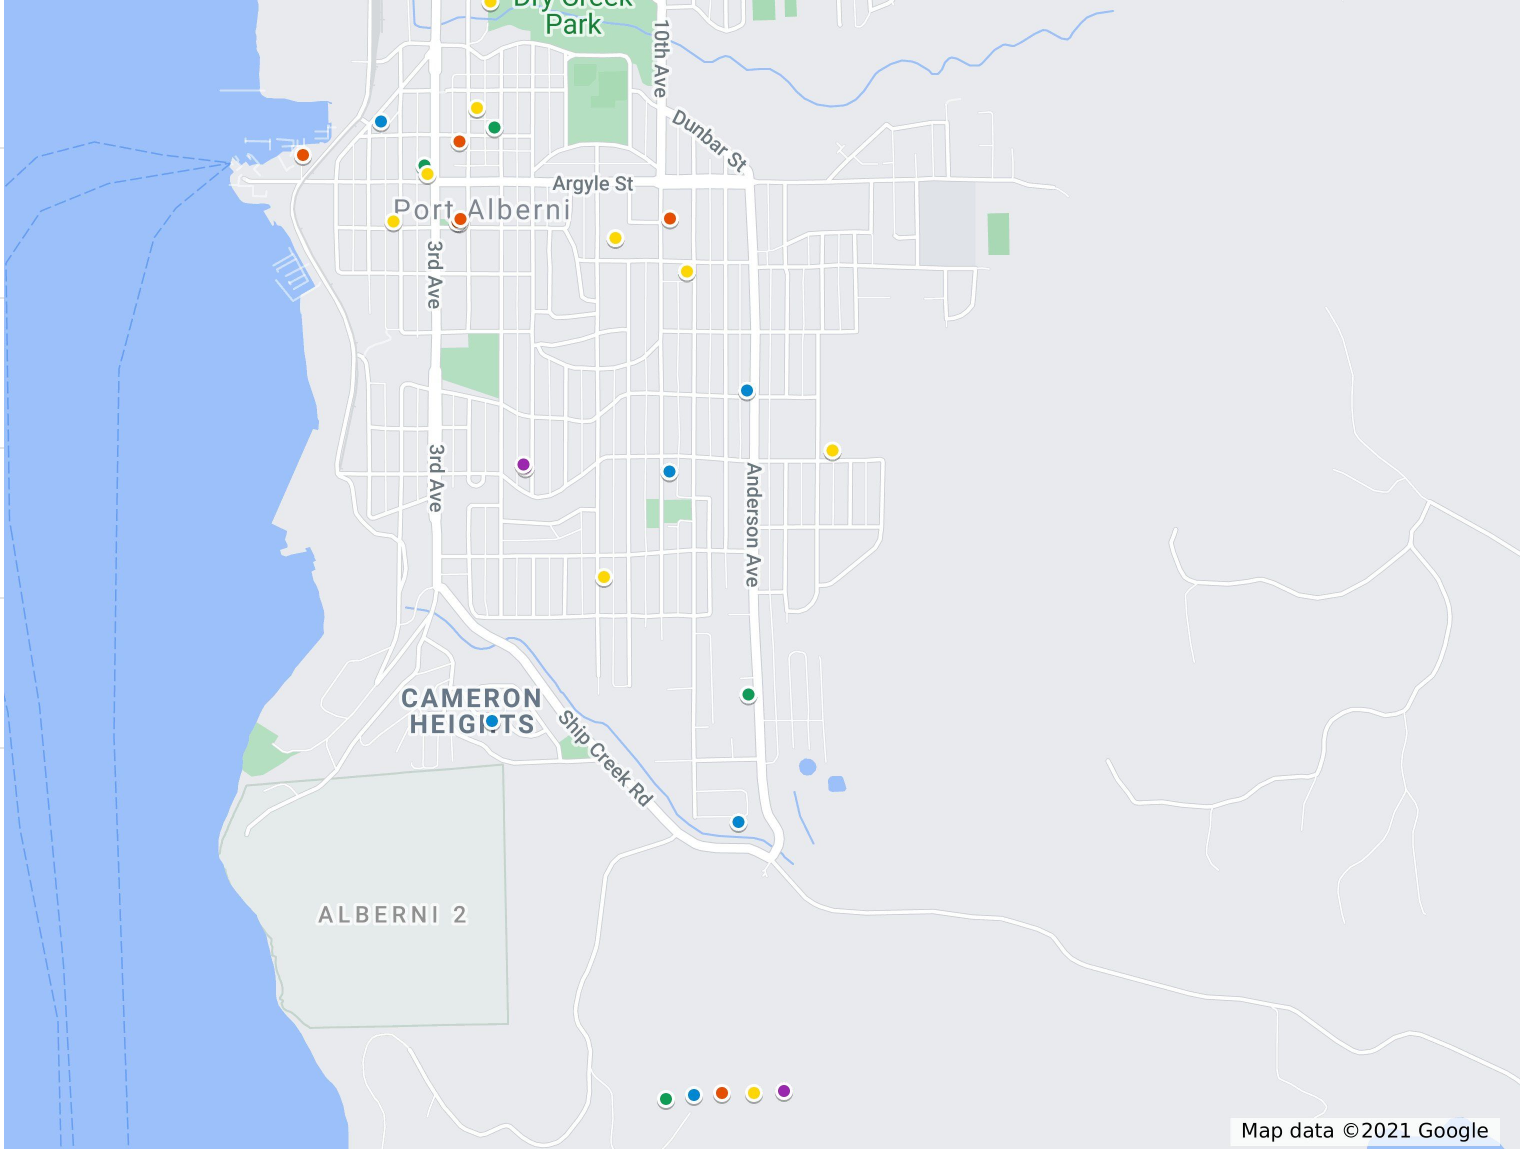 Dry Creek
Park
10th Ave
Dunbar St
Argyle St
Port Alberni
3rd Ave
3rd Ave
Anderson Ave
CAMERON
HEIGHTS
Ship Creek Rd
ALBERNI 2
Map data ©2021 Google